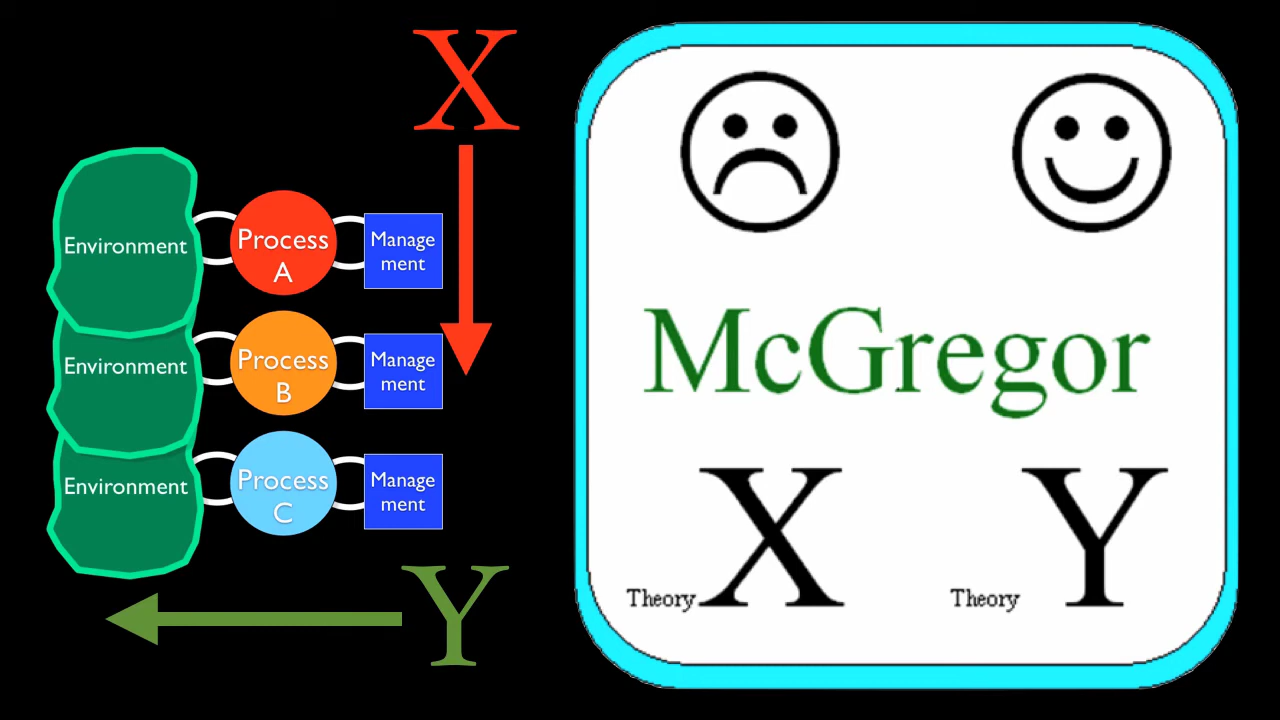 X
Environment
Process
A
Manage
ment
Environment
Process
B
Manage
ment
Environment
Process
C
Manage
ment
Y
McGregor
Theory X
Theory Y